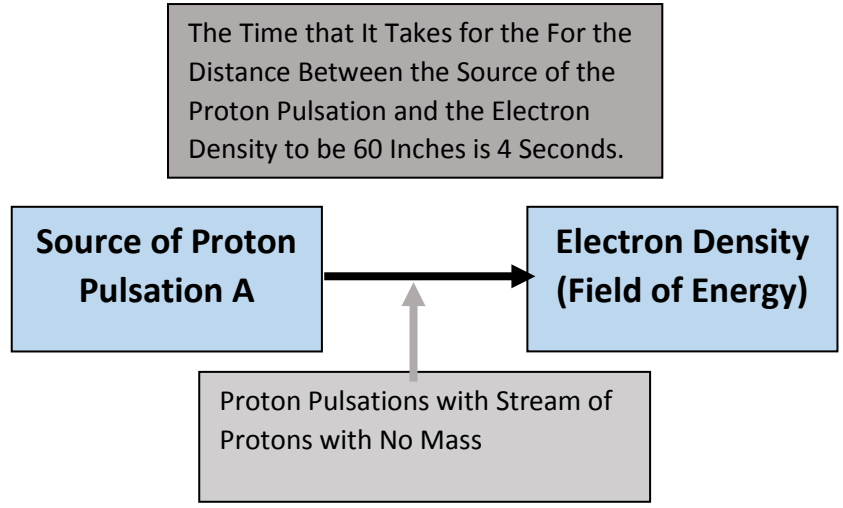 The Time that It Takes for the For the
Distance Between the Source of the
Proton Pulsation and the Electron
Density to be 60 Inches is 4 Seconds.
Source of Proton
Pulsation A
Electron Density
(Field of Energy)
Proton Pulsations with Stream of
Protons with No Mass